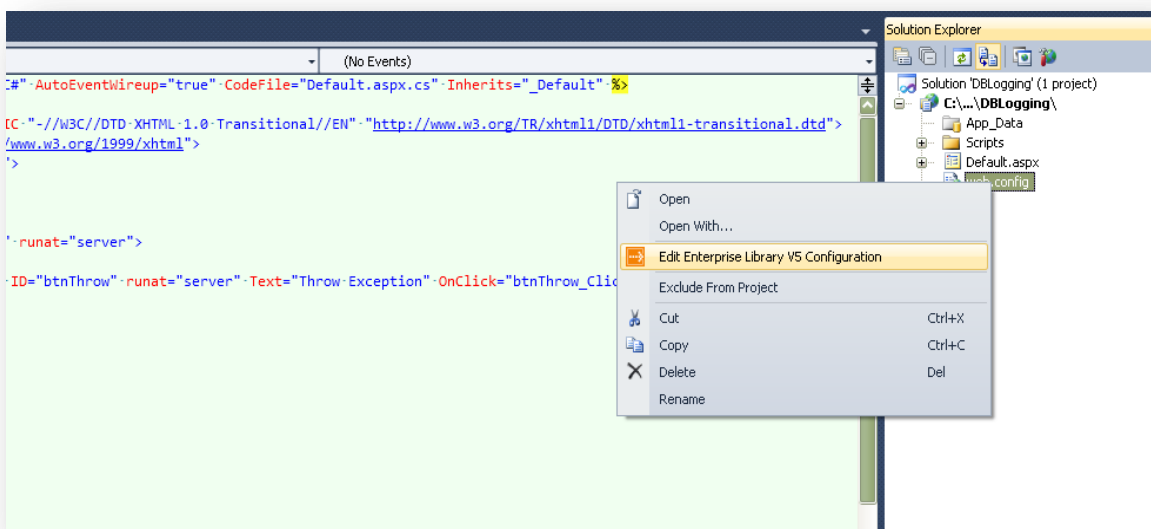 (No Events)
C#" AutoEventWireup="true" CodeFile="Default.aspx.cs" Inherits="_Default" %>
IC "-//W3C//DTD XHTML 1.0 Transitional//EN" "http://www.w3.org/TR/xhtml1/DTD/xhtml1-transitional.dtd">
/www.w3.org/1999/xhtml">
">
" runat="server">
ID="btnThrow" runat="server" Text="Throw Exception" OnClick="btnThrow_Clic
Open
Open With...
Edit Enterprise Library V5 Configuration
Exclude From Project
Cut Ctrl+X
Copy Ctrl+C
Delete Del
Rename
Solution Explorer
Solution 'DBLogging' (1 project)
C:\...\DBLogging\
App_Data
Scripts
Default.aspx
web.config